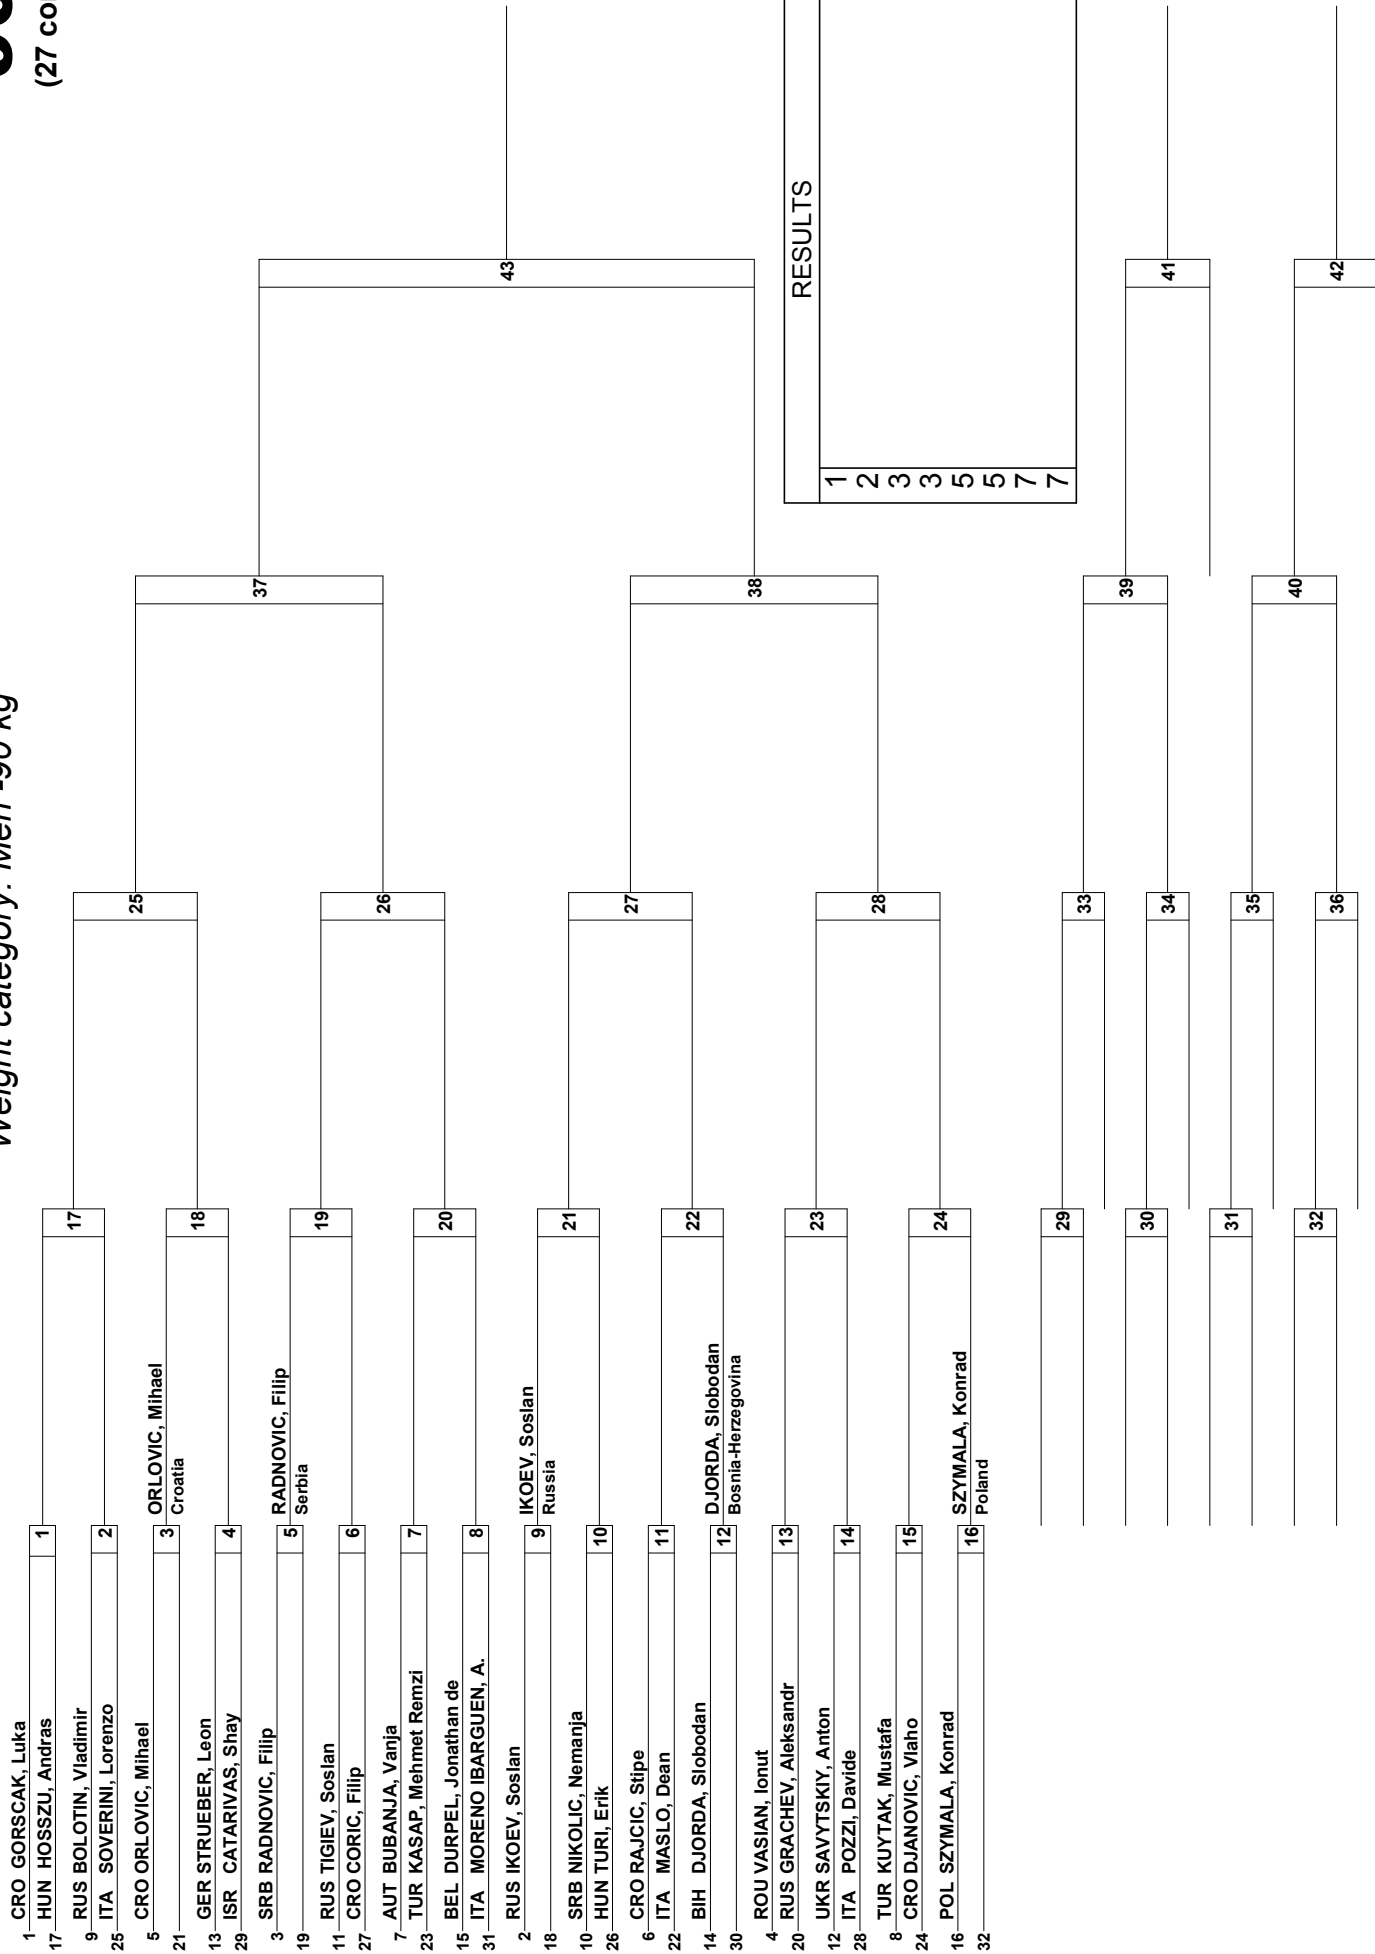 (27 co
Weight category: Men -90 kg
1 CRO GORSCAK, Luka
17 HUN HOSSZU, Andras
9 RUS BOLOTIN, Vladimir
25 ITA SOVERINI, Lorenzo
5 CRO ORLOVIC, Mihael
21
13 GER STRUEBER, Leon
29 ISR CATARIVAS, Shay
3 SRB RADNOVIC, Filip
19
11 RUS TIGIEV, Soslan
27 CRO CORIC, Filip
7 AUT BUBANJA, Vanja
23 TUR KASAP, Mehmet Remzi
15 BEL DURPEL, Jonathan de
31 ITA MORENO IBARGUEN, A.
2 RUS IKOEV, Soslan
18
10 SRB NIKOLIC, Nemanja
26 HUN TURI, Erik
6 CRO RAJCIC, Stipe
22 ITA MASLO, Dean
14 BIH DJORDA, Slobodan
30
4 ROU VASIAN, Ionut
20 RUS GRACHEV, Aleksandr
12 UKR SAVYTSKIY, Anton
28 ITA POZZI, Davide
8 TUR KUYTAK, Mustafa
24 CRO DJANOVIC, Vlaho
16 POL SZYMALA, Konrad
32
1
2
3
4
5
6
7
8
9
10
11
12
13
14
15
16
ORLOVIC, Mihael
Croatia
RADNOVIC, Filip
Serbia
IKOEV, Soslan
Russia
DJORDA, Slobodan
Bosnia-Herzegovina
SZYMALA, Konrad
Poland
17
18
19
20
21
22
23
24
29
30
31
32
25
26
27
28
33
34
35
36
37
38
39
40
43
41
42
RESULTS
1
2
3
3
5
5
7
7